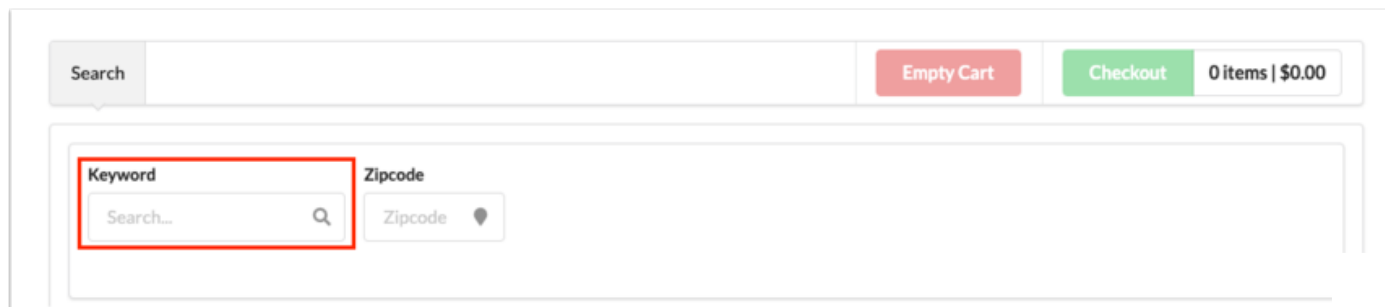 Search
Empty Cart
Checkout
0 items | $0.00
Keyword
Zipcode
Search...
Zipcode